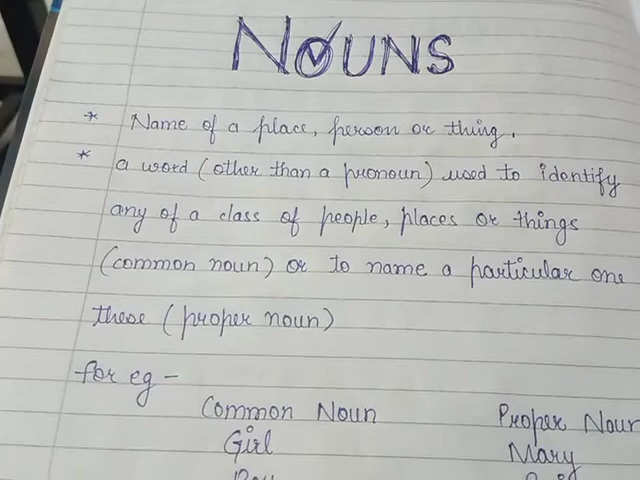 NOUNS
* Name of a place, person or thing.
* a word (other than a pronoun) used to identify
any of a class of people, places or things
(common noun) or to name a particular one
these (proper noun)
for eg -
Common Noun Proper Noun
Girl Mary